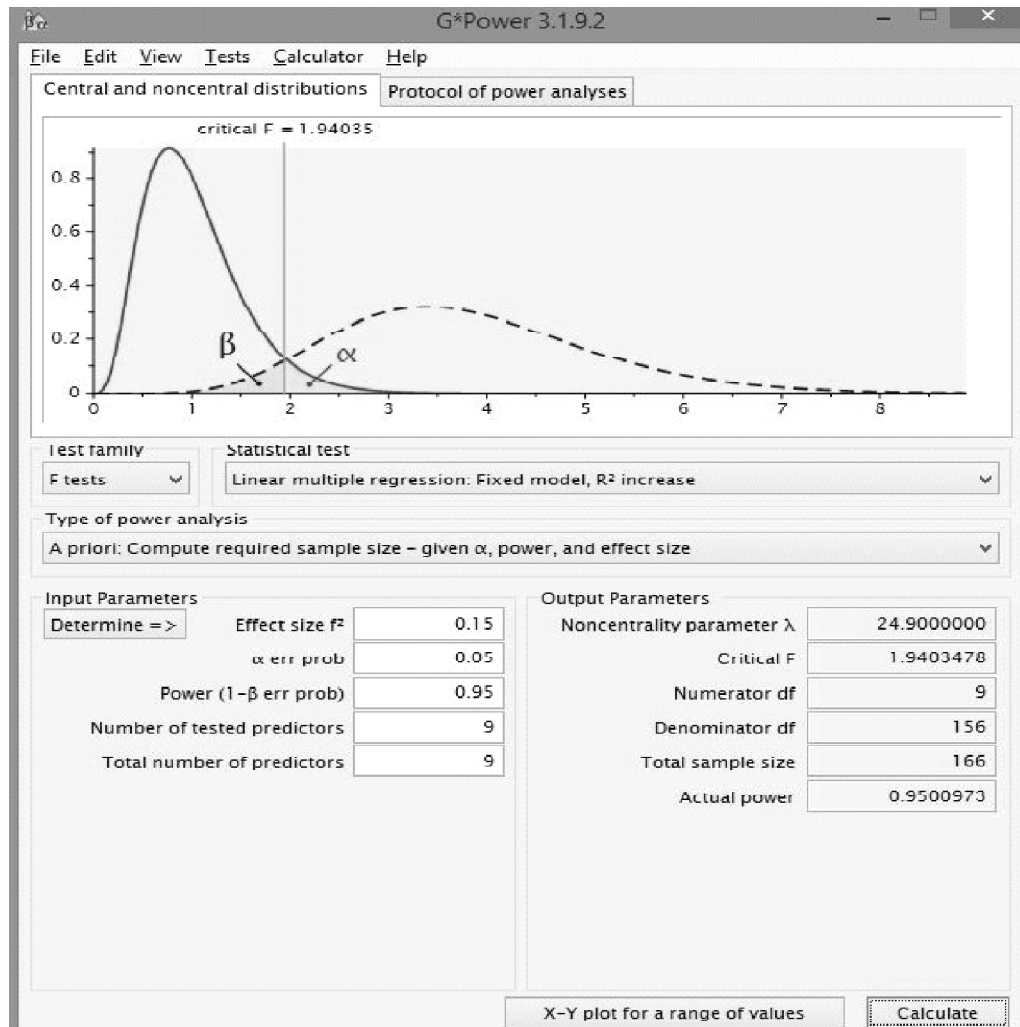 βα G*Power 3.1.9.2
File Edit View Tests Calculator Help
Central and noncentral distributions Protocol of power analyses
critical F = 1.94035
0.8
0.6
0.4
0.2
0
β α
0 1 2 3 4 5 6 7 8
Test family Statistical test
F tests Linear multiple regression: Fixed model, R² increase
Type of power analysis
A priori: Compute required sample size – given α, power, and effect size
Input Parameters Output Parameters
Determine => Effect size f² 0.15 Noncentrality parameter λ 24.9000000
α err prob 0.05 Critical F 1.9403478
Power (1-β err prob) 0.95 Numerator df 9
Number of tested predictors 9 Denominator df 156
Total number of predictors 9 Total sample size 166
Actual power 0.9500973
X-Y plot for a range of values Calculate